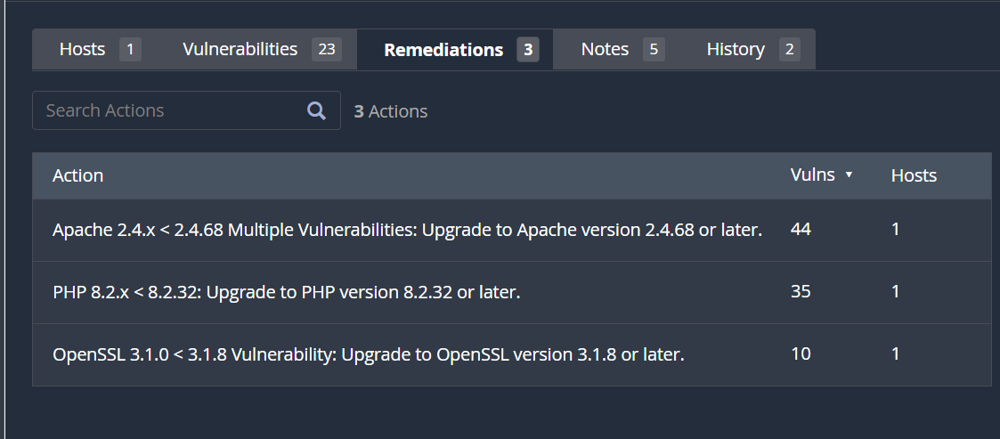 Hosts 1 Vulnerabilities 23 Remediations 3 Notes 5 History 2
Search Actions 3 Actions
Action Vulns ▼ Hosts
Apache 2.4.x < 2.4.68 Multiple Vulnerabilities: Upgrade to Apache version 2.4.68 or later. 44 1
PHP 8.2.x < 8.2.32: Upgrade to PHP version 8.2.32 or later. 35 1
OpenSSL 3.1.0 < 3.1.8 Vulnerability: Upgrade to OpenSSL version 3.1.8 or later. 10 1